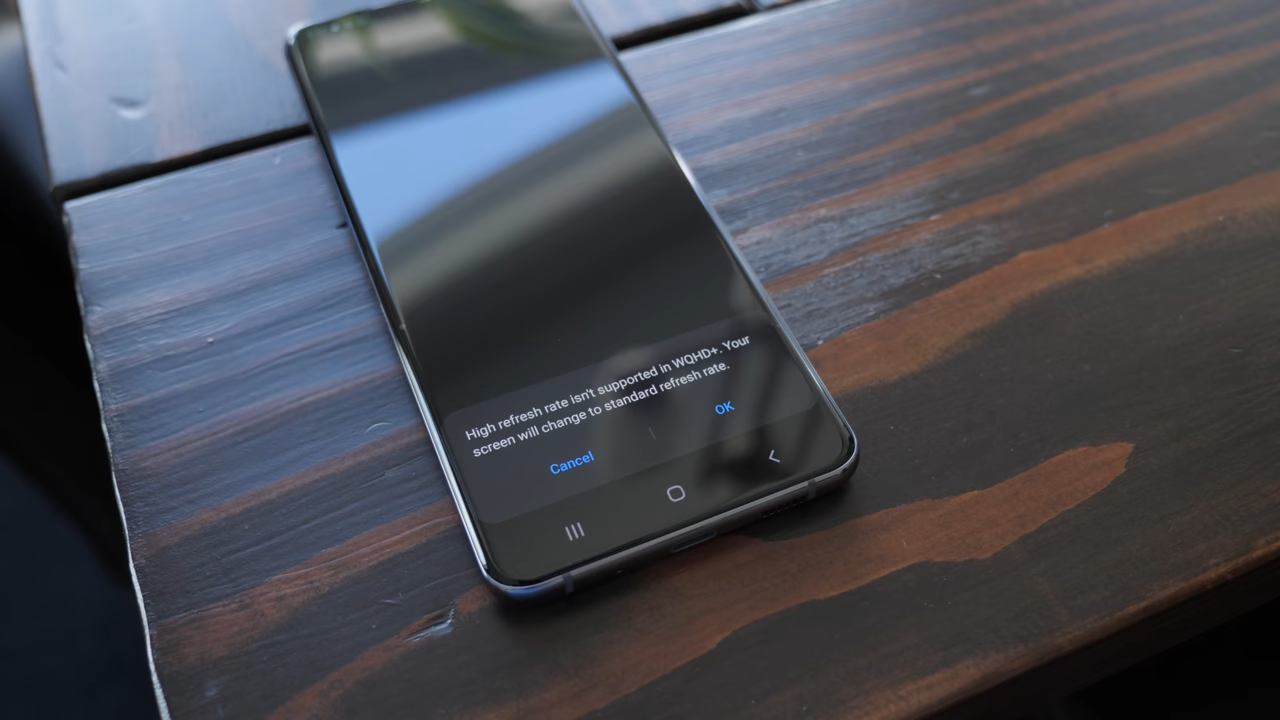 High refresh rate isn't supported in WQHD+. Your
screen will change to standard refresh rate.
Cancel
OK